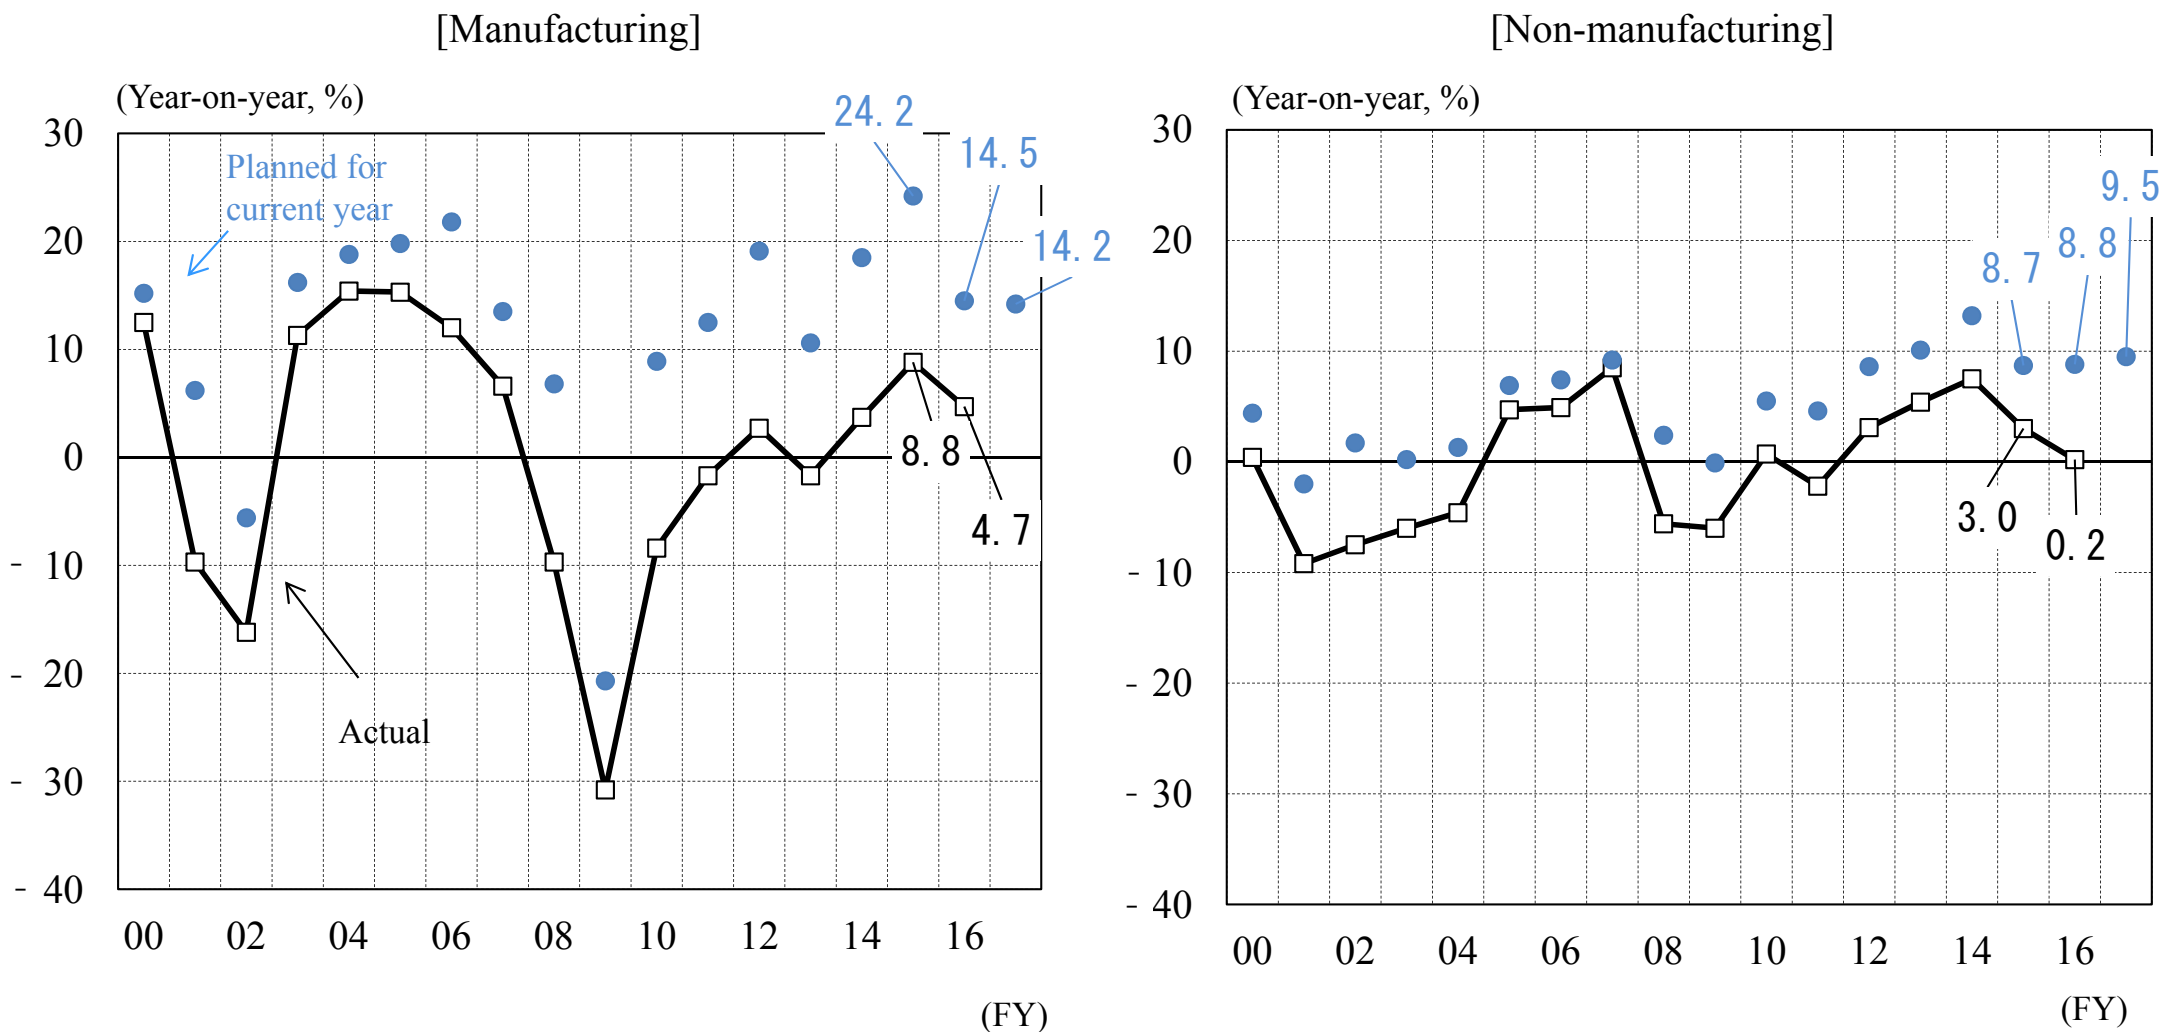 [Manufacturing]
(Year-on-year, %)
24.2
14.5
14.2
Planned for
current year
30
20
10
0
- 10
- 20
- 30
- 40
8.8
4.7
Actual
00 02 04 06 08 10 12 14 16
(FY)
[Non-manufacturing]
(Year-on-year, %)
9.5
8.8
8.7
30
20
10
0
- 10
- 20
- 30
- 40
3.0
0.2
00 02 04 06 08 10 12 14 16
(FY)